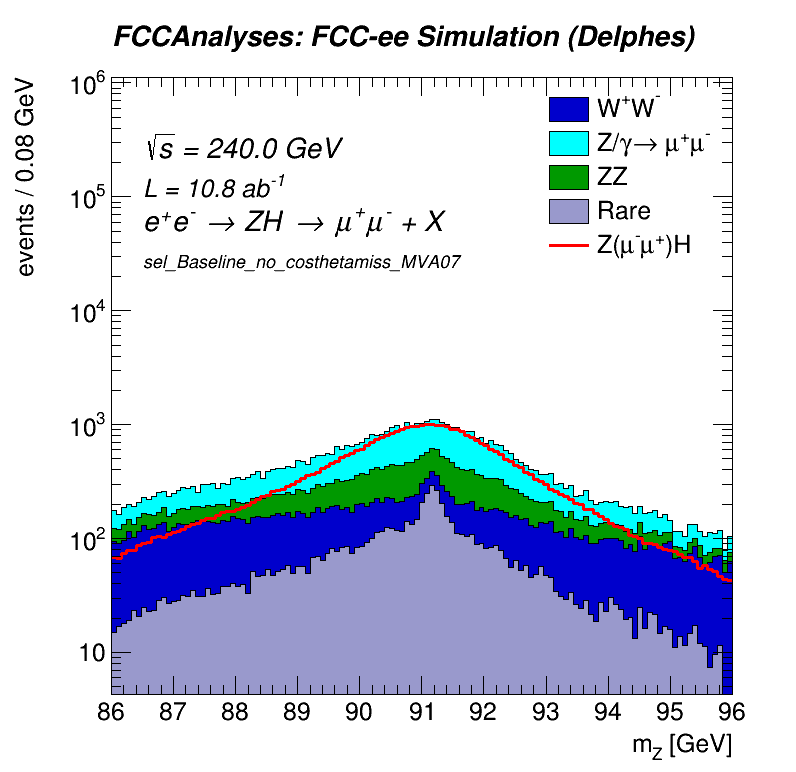 FCCAnalyses: FCC-ee Simulation (Delphes)
events / 0.08 GeV
10⁶
10⁵
10⁴
10³
10²
10
√s = 240.0 GeV
L = 10.8 ab⁻¹
e⁺e⁻ → ZH → μ⁺μ⁻ + X
sel_Baseline_no_costhetamiss_MVA07
W⁺W⁻
Z/γ→ μ⁺μ⁻
ZZ
Rare
Z(μ⁻μ⁺)H
86 87 88 89 90 91 92 93 94 95 96
m_Z [GeV]